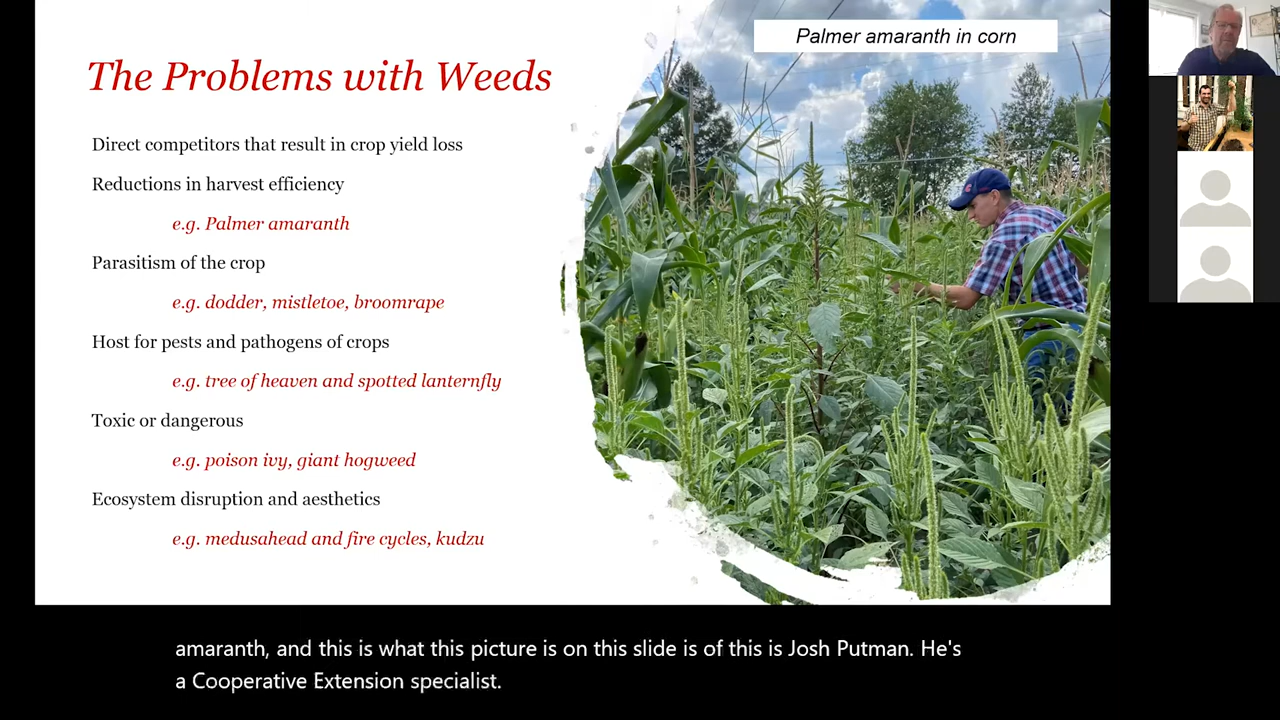 Palmer amaranth in corn
The Problems with Weeds
Direct competitors that result in crop yield loss
Reductions in harvest efficiency
e.g. Palmer amaranth
Parasitism of the crop
e.g. dodder, mistletoe, broomrape
Host for pests and pathogens of crops
e.g. tree of heaven and spotted lanternfly
Toxic or dangerous
e.g. poison ivy, giant hogweed
Ecosystem disruption and aesthetics
e.g. medusahead and fire cycles, kudzu
amaranth, and this is what this picture is on this slide is of this is Josh Putman. He's
a Cooperative Extension specialist.